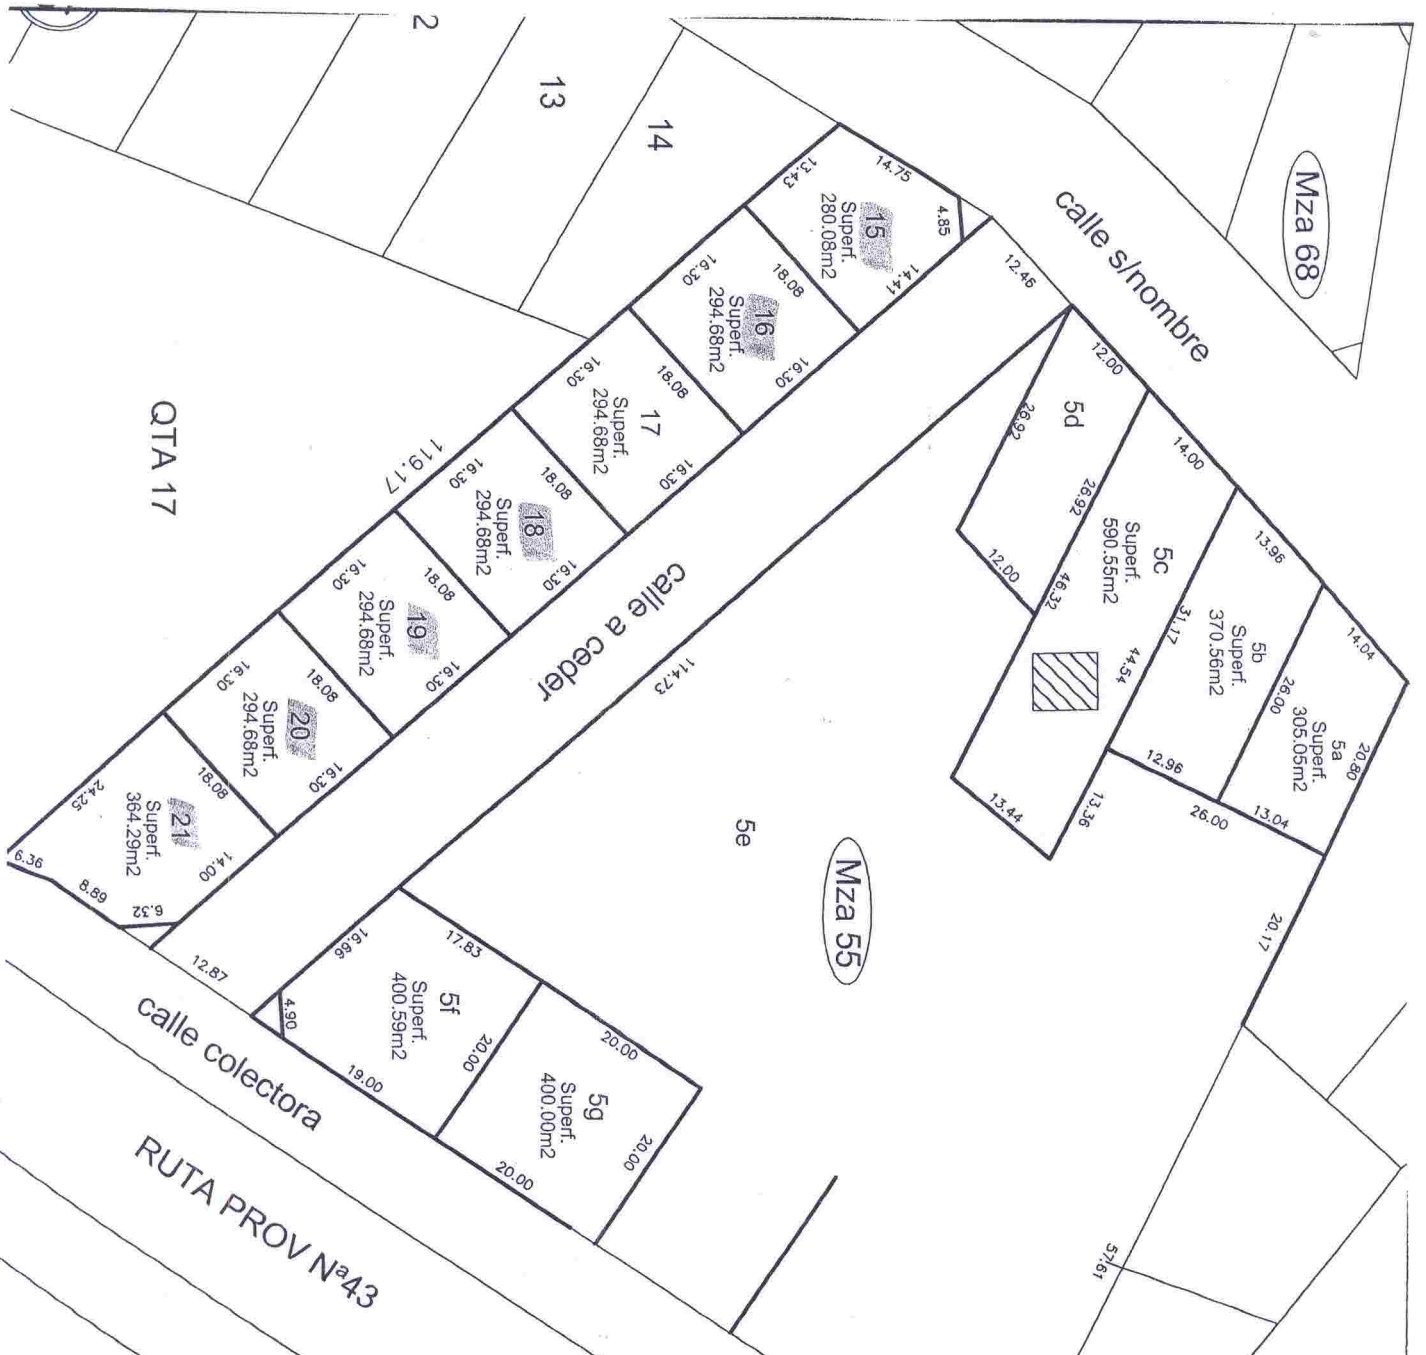 2
13
14
Mza 68
calle s/nombre
14.75
4.85
13.43
15
Superf.
280.08m2
14.41
12.46
18.08
16.30
16
Superf.
294.68m2
16.30
18.08
16.30
17
Superf.
294.68m2
16.30
18.08
16.30
18
Superf.
294.68m2
16.30
18.08
16.30
19
Superf.
294.68m2
16.30
18.08
16.30
20
Superf.
294.68m2
16.30
18.08
24.25
21
Superf.
364.29m2
14.00
6.36
8.89
6.32
119.17
QTA 17
calle a ceder
114.73
12.00
5d
26.92
26.92
12.00
14.00
5c
Superf.
590.55m2
46.32
44.54
31.17
13.44
13.36
13.96
5b
Superf.
370.56m2
26.00
12.96
14.04
5a
Superf.
305.05m2
20.80
13.04
26.00
20.17
57.61
5e
Mza 55
17.83
16.66
4.90
5f
Superf.
400.59m2
19.00
20.00
20.00
5g
Superf.
400.00m2
20.00
20.00
12.87
calle colectora
RUTA PROV Nª43